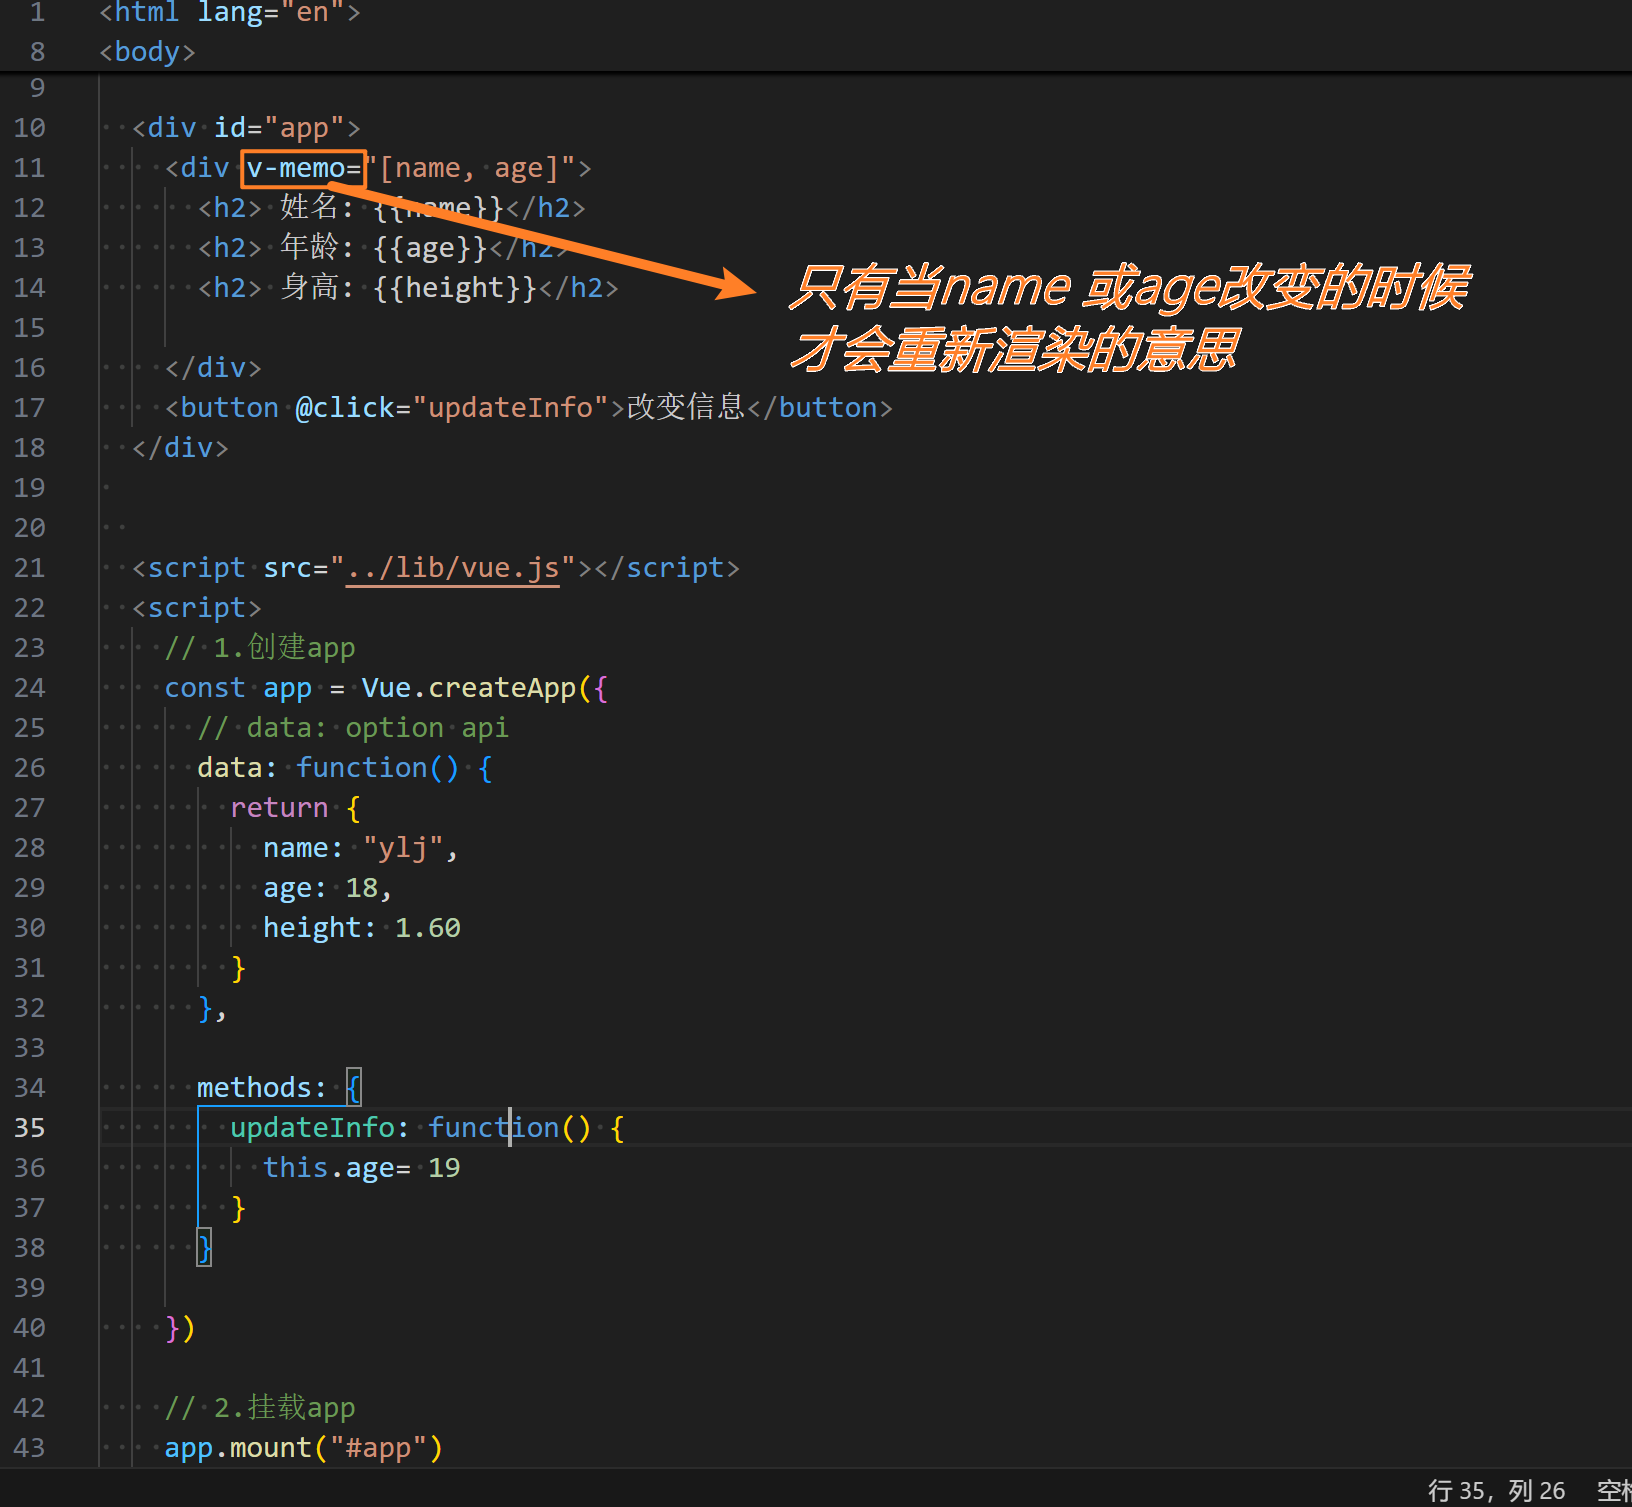 1 <html lang="en">
8 <body>
9
10 <div id="app">
11 <div v-memo="[name, age]">
12 <h2> 姓名: {{name}}</h2>
13 <h2> 年龄: {{age}}</h2>
14 <h2> 身高: {{height}}</h2>
只有当name 或age改变的时候
才会重新渲染的意思
15
16 </div>
17 <button @click="updateInfo">改变信息</button>
18 </div>
19
20
21 <script src="../lib/vue.js"></script>
22 <script>
23 // 1.创建app
24 const app = Vue.createApp({
25 // data: option api
26 data: function() {
27 return {
28 name: "ylj",
29 age: 18,
30 height: 1.60
31 }
32 },
33
34 methods: {
35 updateInfo: function() {
36 this.age= 19
37 }
38 }
39
40 })
41
42 // 2.挂载app
43 app.mount("#app")
行 35，列 26 空